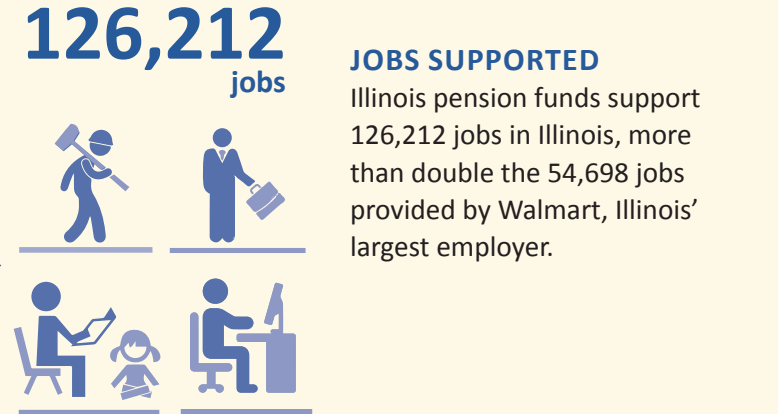 126,212
jobs
JOBS SUPPORTED
Illinois pension funds support
126,212 jobs in Illinois, more
than double the 54,698 jobs
provided by Walmart, Illinois’
largest employer.